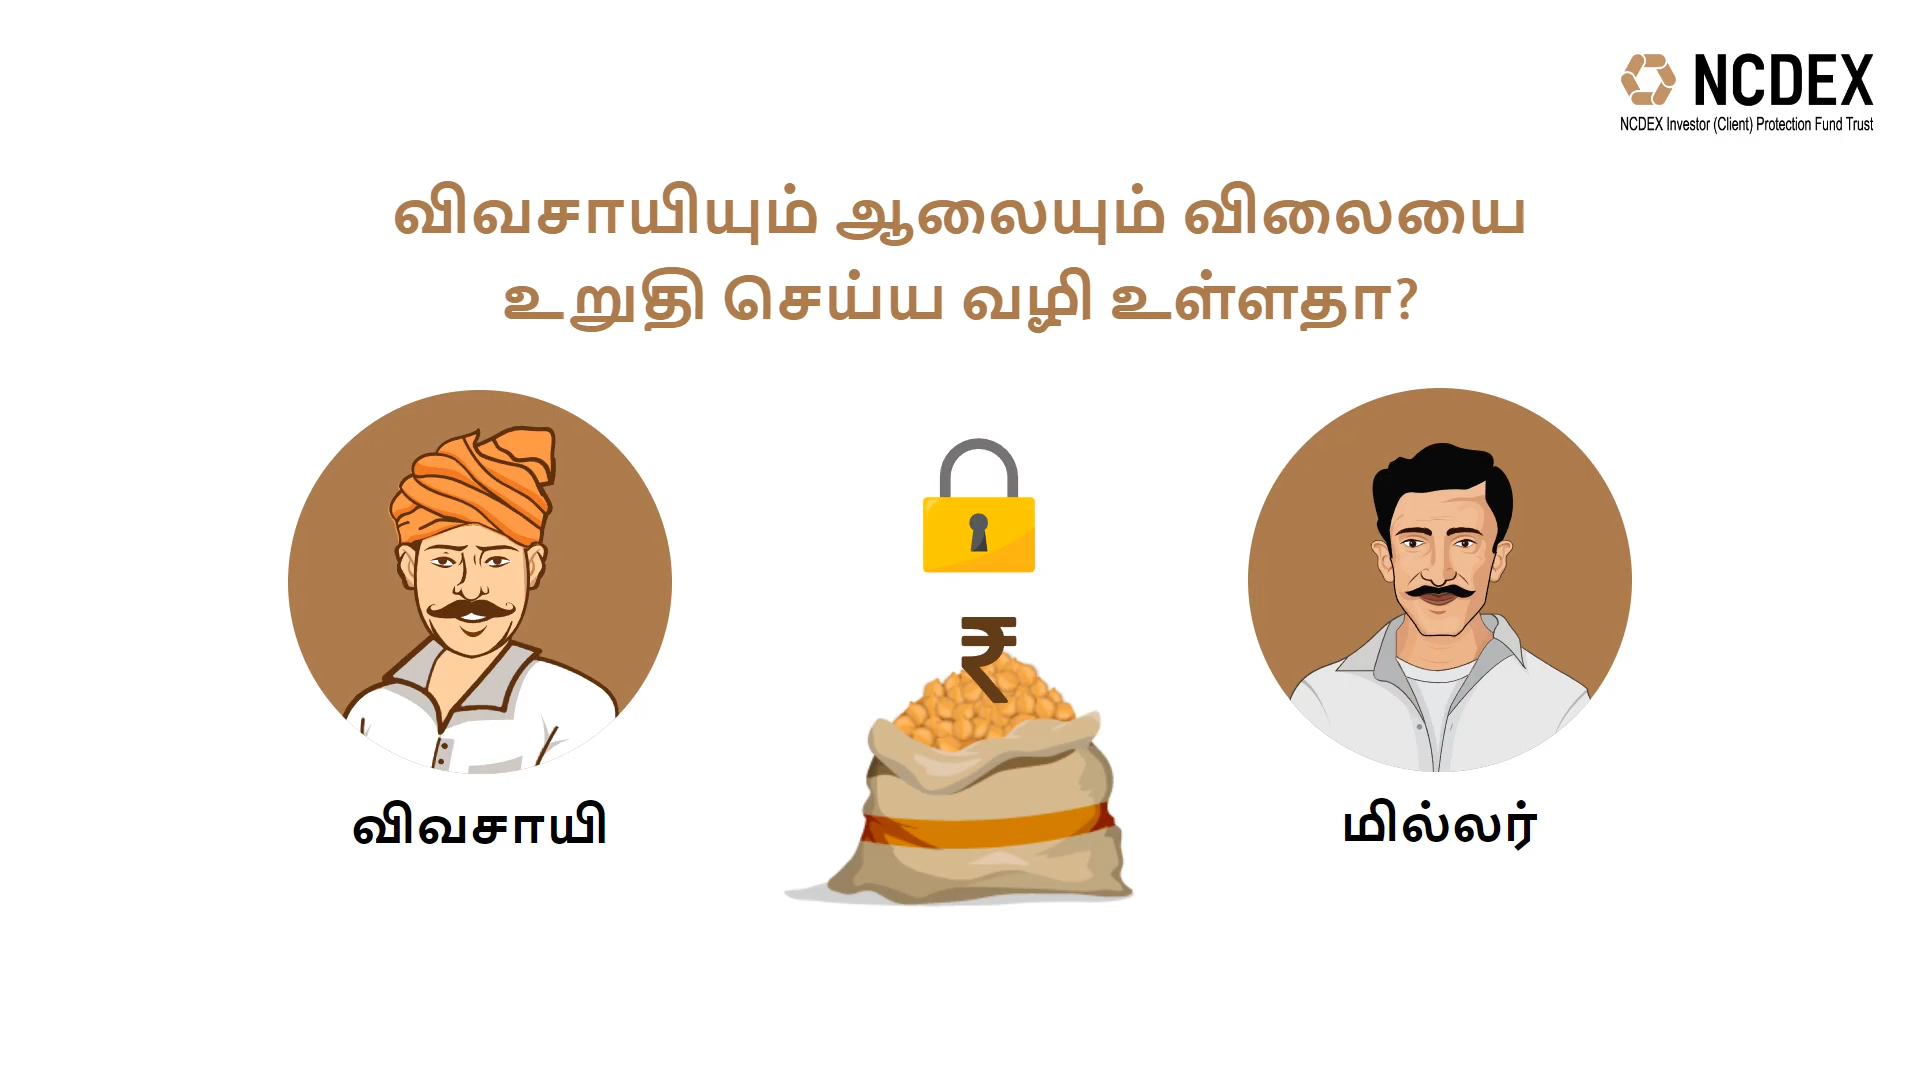 NCDEX
NCDEX Investor (Client) Protection Fund Trust
விவசாயியும் ஆலையும் விலையை
உறுதி செய்ய வழி உள்ளதா?
₹
விவசாயி
மில்லர்